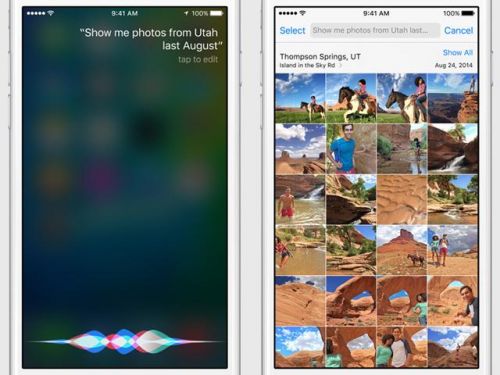 9:41 AM
100%
“Show me photos from Utah
last August”
tap to edit
9:41 AM
100%
Select
Show me photos from Utah last...
Cancel
Thompson Springs, UT
Show All
Island in the Sky Rd
Aug 24, 2014